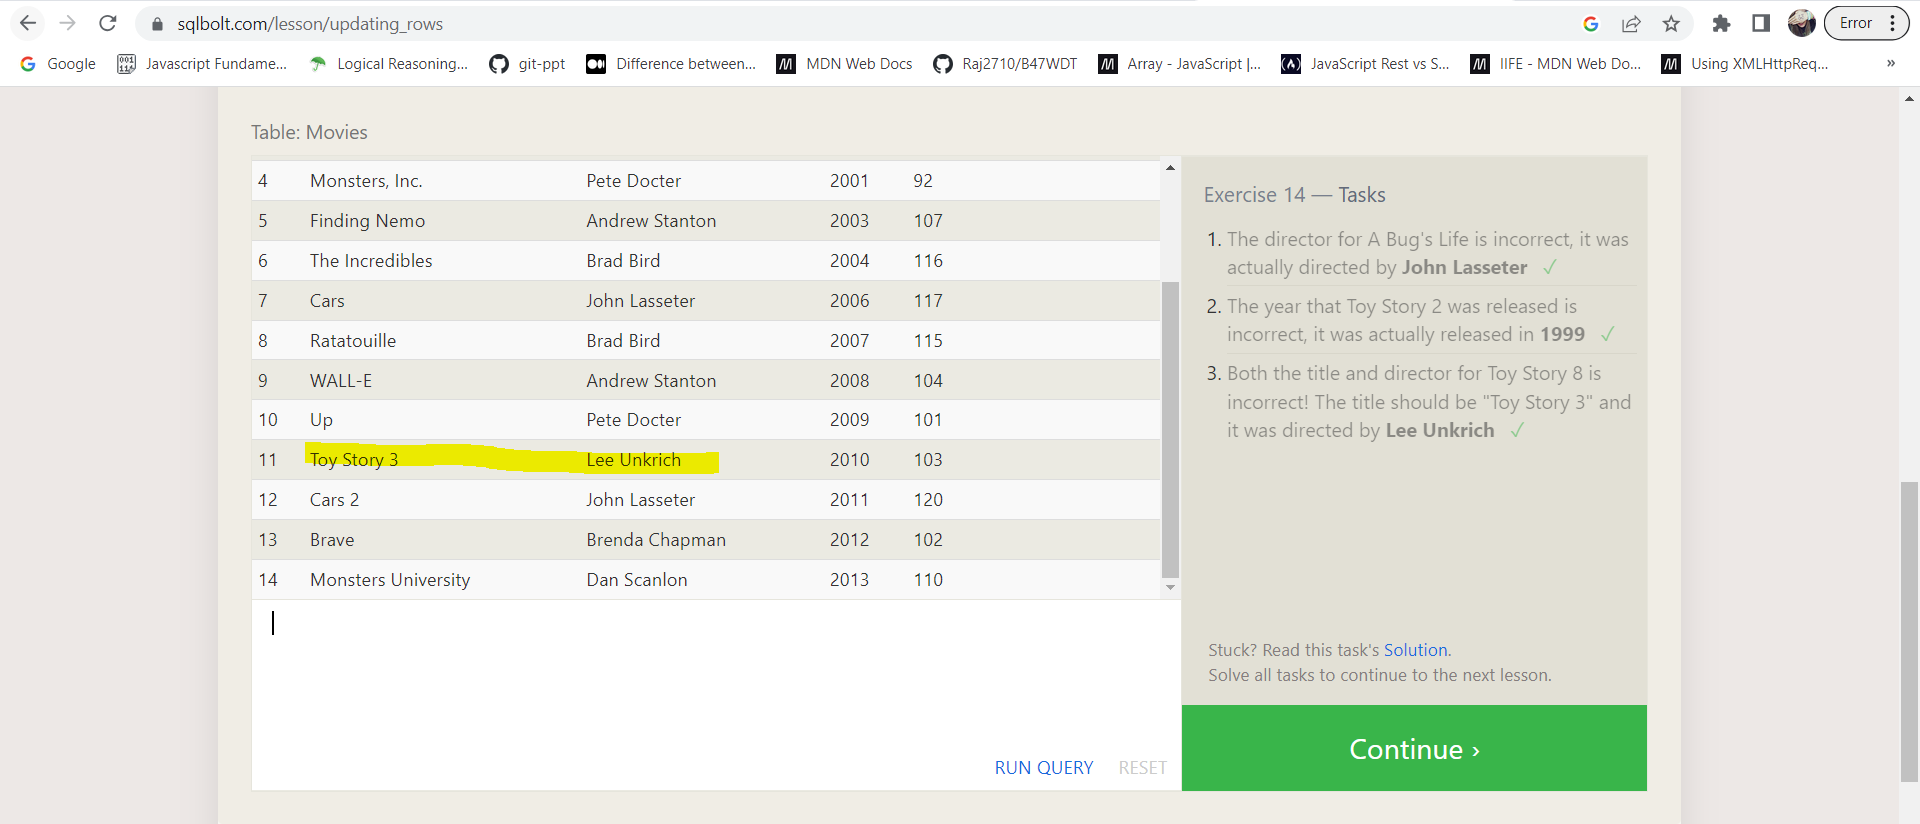 sqlbolt.com/lesson/updating_rows
Error
Google
Javascript Fundame...
Logical Reasoning...
git-ppt
Difference between...
MDN Web Docs
Raj2710/B47WDT
Array - JavaScript |...
JavaScript Rest vs S...
IIFE - MDN Web Do...
Using XMLHttpReq...
»
Table: Movies
4 Monsters, Inc. Pete Docter 2001 92
5 Finding Nemo Andrew Stanton 2003 107
6 The Incredibles Brad Bird 2004 116
7 Cars John Lasseter 2006 117
8 Ratatouille Brad Bird 2007 115
9 WALL-E Andrew Stanton 2008 104
10 Up Pete Docter 2009 101
11 Toy Story 3 Lee Unkrich 2010 103
12 Cars 2 John Lasseter 2011 120
13 Brave Brenda Chapman 2012 102
14 Monsters University Dan Scanlon 2013 110
RUN QUERY RESET
Exercise 14 — Tasks
1. The director for A Bug's Life is incorrect, it was
actually directed by John Lasseter ✓
2. The year that Toy Story 2 was released is
incorrect, it was actually released in 1999 ✓
3. Both the title and director for Toy Story 8 is
incorrect! The title should be "Toy Story 3" and
it was directed by Lee Unkrich ✓
Stuck? Read this task's Solution.
Solve all tasks to continue to the next lesson.
Continue ›